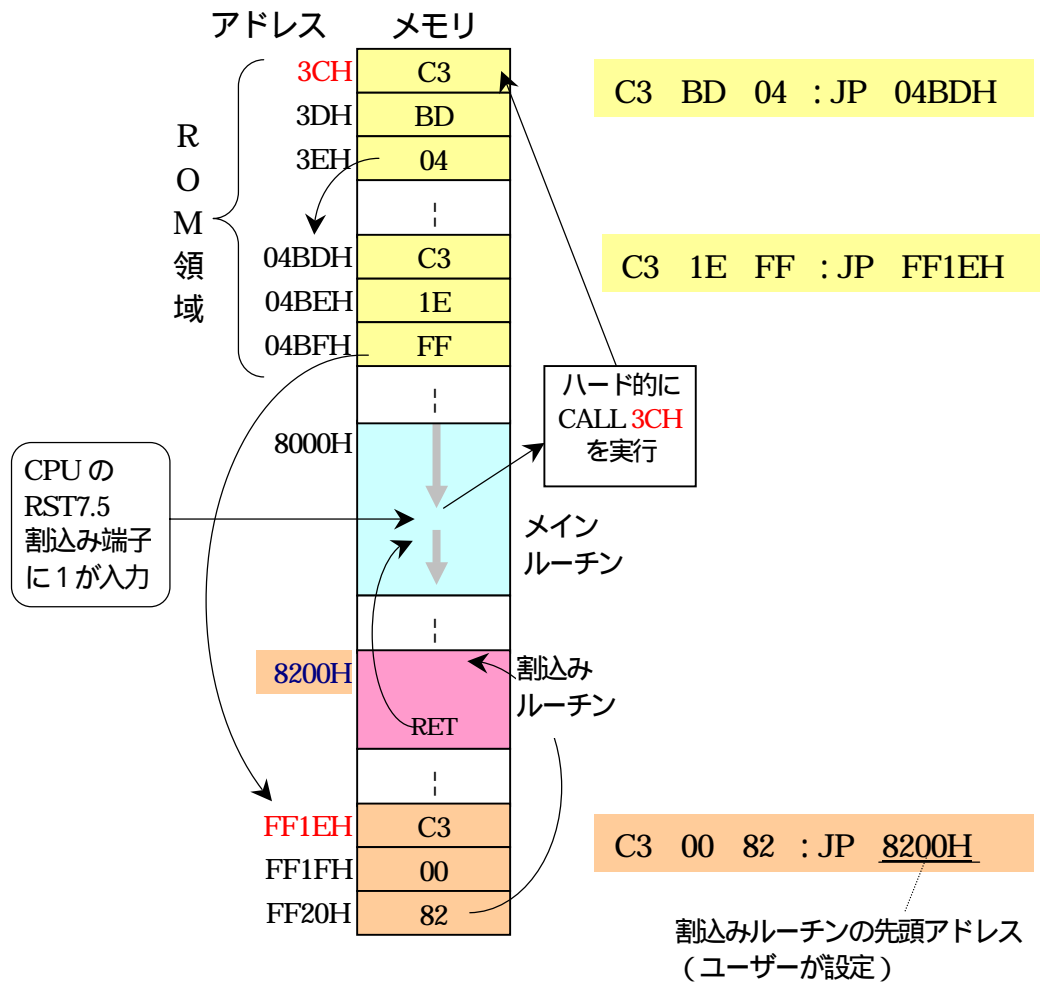 アドレス メモリ
3CH C3
C3 BD 04 : JP 04BDH
3DH BD
3EH 04
ROM領域
04BDH C3
C3 1E FF : JP FF1EH
04BEH 1E
04BFH FF
ハード的に
CALL 3CH
を実行
8000H
CPU の
RST7.5
割込み端子
に1が入力
メイン
ルーチン
8200H
割込み
ルーチン
RET
FF1EH C3
C3 00 82 : JP 8200H
FF1FH 00
FF20H 82
割込みルーチンの先頭アドレス
(ユーザーが設定)